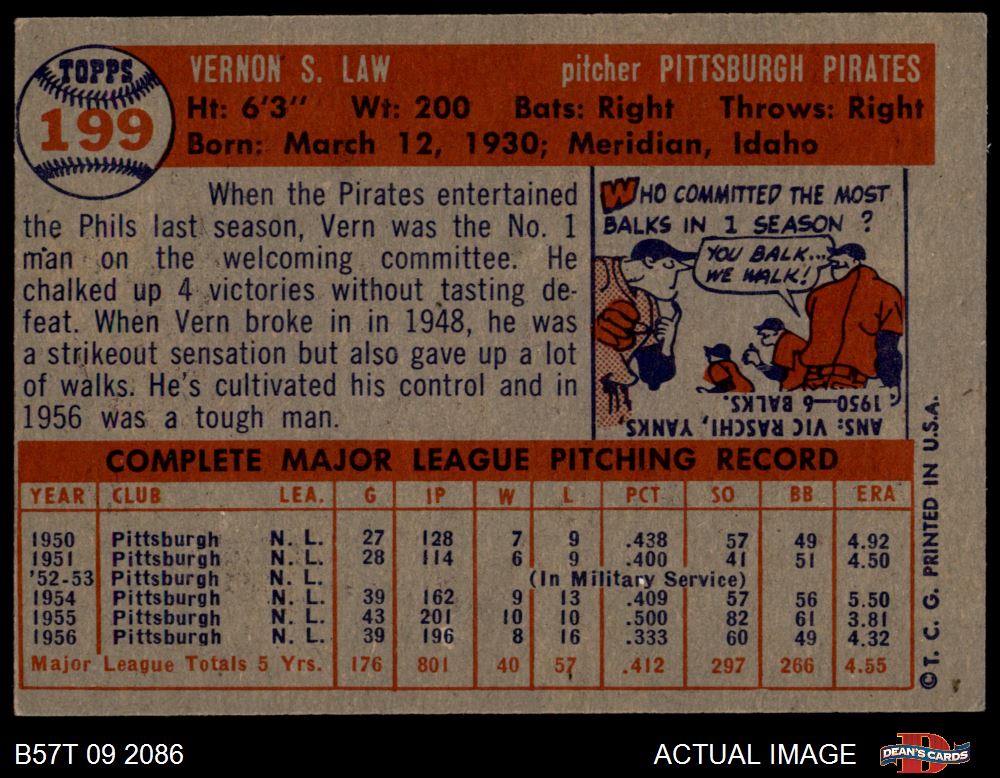 TOPPS
199
VERNON S. LAW pitcher PITTSBURGH PIRATES
Ht: 6'3" Wt: 200 Bats: Right Throws: Right
Born: March 12, 1930; Meridian, Idaho
When the Pirates entertained
the Phils last season, Vern was the No. 1
man on the welcoming committee. He
chalked up 4 victories without tasting de-
feat. When Vern broke in in 1948, he was
a strikeout sensation but also gave up a lot
of walks. He's cultivated his control and in
1956 was a tough man.
WHO COMMITTED THE MOST
BALKS IN 1 SEASON ?
YOU BALK...
WE WALK!
ANS: VIC RASCHI, YANKS,
1950—6 BALKS.
COMPLETE MAJOR LEAGUE PITCHING RECORD
YEAR CLUB LEA. G IP W L PCT SO BB ERA
1950 Pittsburgh N. L. 27 128 7 9 .438 57 49 4.92
1951 Pittsburgh N. L. 28 114 6 9 .400 41 51 4.50
'52-53 Pittsburgh N. L. (In Military Service)
1954 Pittsburgh N. L. 39 162 9 13 .409 57 56 5.50
1955 Pittsburgh N. L. 43 201 10 10 .500 82 61 3.81
1956 Pittsburgh N. L. 39 196 8 16 .333 60 49 4.32
Major League Totals 5 Yrs. 176 801 40 57 .412 297 266 4.55
© T. C. G. PRINTED IN U.S.A.
B57T 09 2086 ACTUAL IMAGE
DEAN'S CARDS